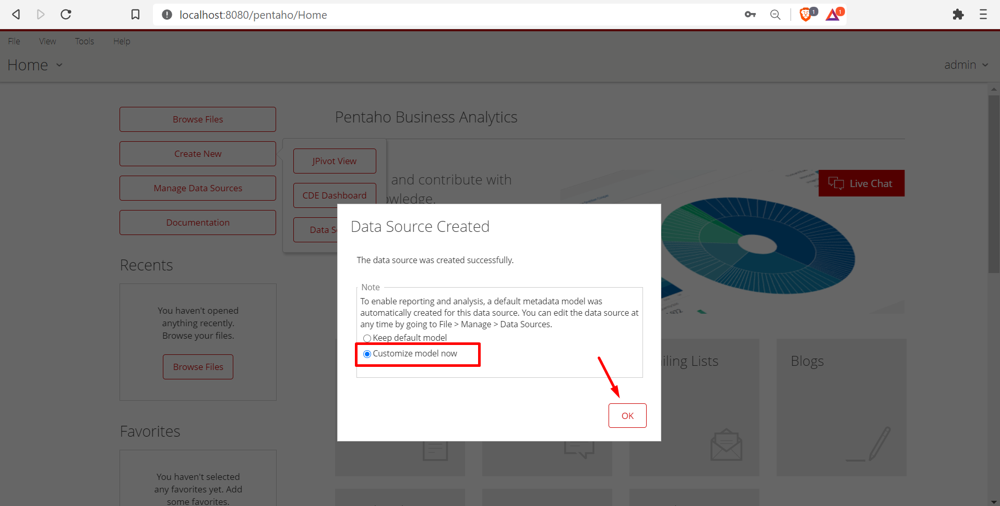 localhost:8080/pentaho/Home
1
1
File View Tools Help
Home
admin
Browse Files
Create New
Manage Data Sources
Documentation
JPivot View
CDE Dashboard
Data
Pentaho Business Analytics
and contribute with
Live Chat
Data Source Created
The data source was created successfully.
Note
To enable reporting and analysis, a default metadata model was
automatically created for this data source. You can edit the data source at
any time by going to File > Manage > Data Sources.
Keep default model
Customize model now
OK
Recents
You haven't opened
anything recently.
Browse your files.
Browse Files
Favorites
You haven't selected
any favorites yet. Add
some favorites.
Lists
Blogs